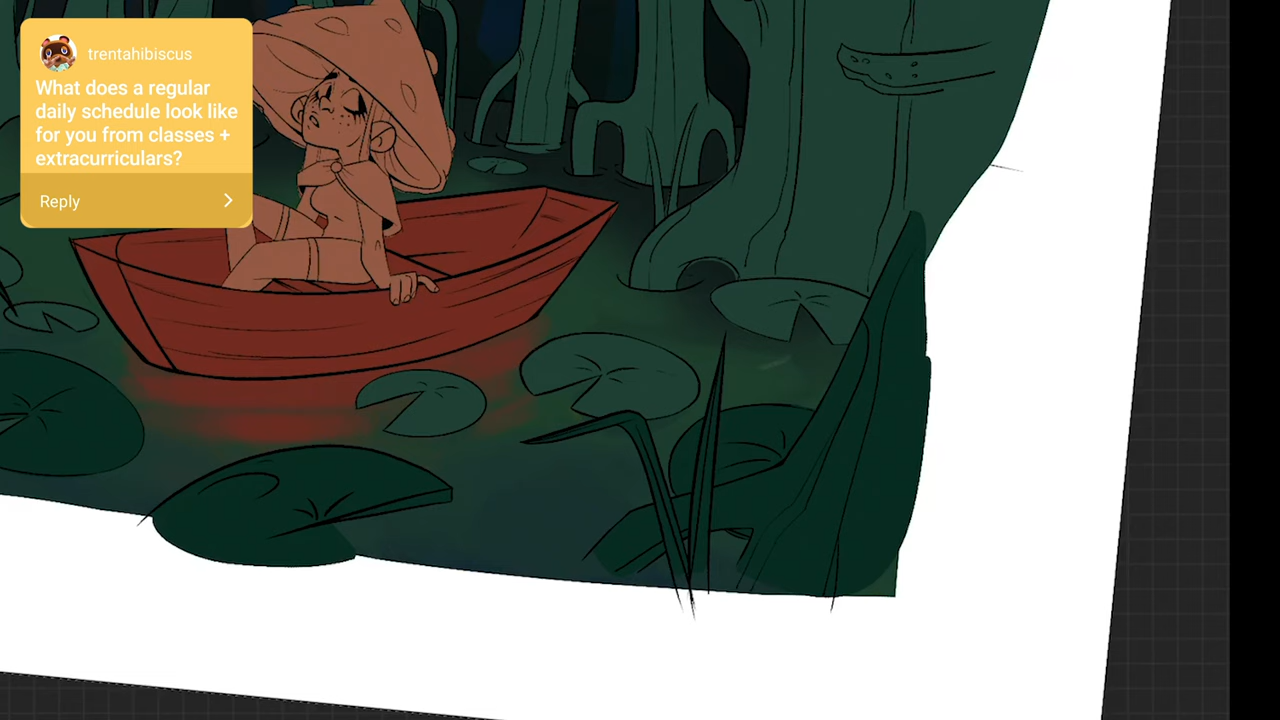 trentahibiscus
What does a regular
daily schedule look like
for you from classes +
extracurriculars?
Reply